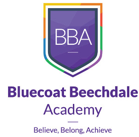 BBA
Bluecoat Beechdale
Academy
Believe, Belong, Achieve